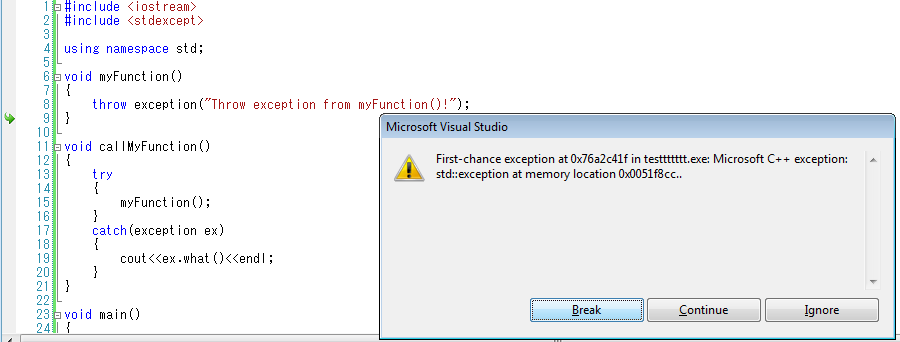 1 #include <iostream>
2 #include <stdexcept>
3
4 using namespace std;
5
6 void myFunction()
7 {
8 throw exception("Throw exception from myFunction()!");
9 }
10
11 void callMyFunction()
12 {
13 try
14 {
15 myFunction();
16 }
17 catch(exception ex)
18 {
19 cout<<ex.what()<<endl;
20 }
21 }
22
23 void main()
24 {
Microsoft Visual Studio
First-chance exception at 0x76a2c41f in testttttttt.exe: Microsoft C++ exception:
std::exception at memory location 0x0051f8cc..
Break Continue Ignore